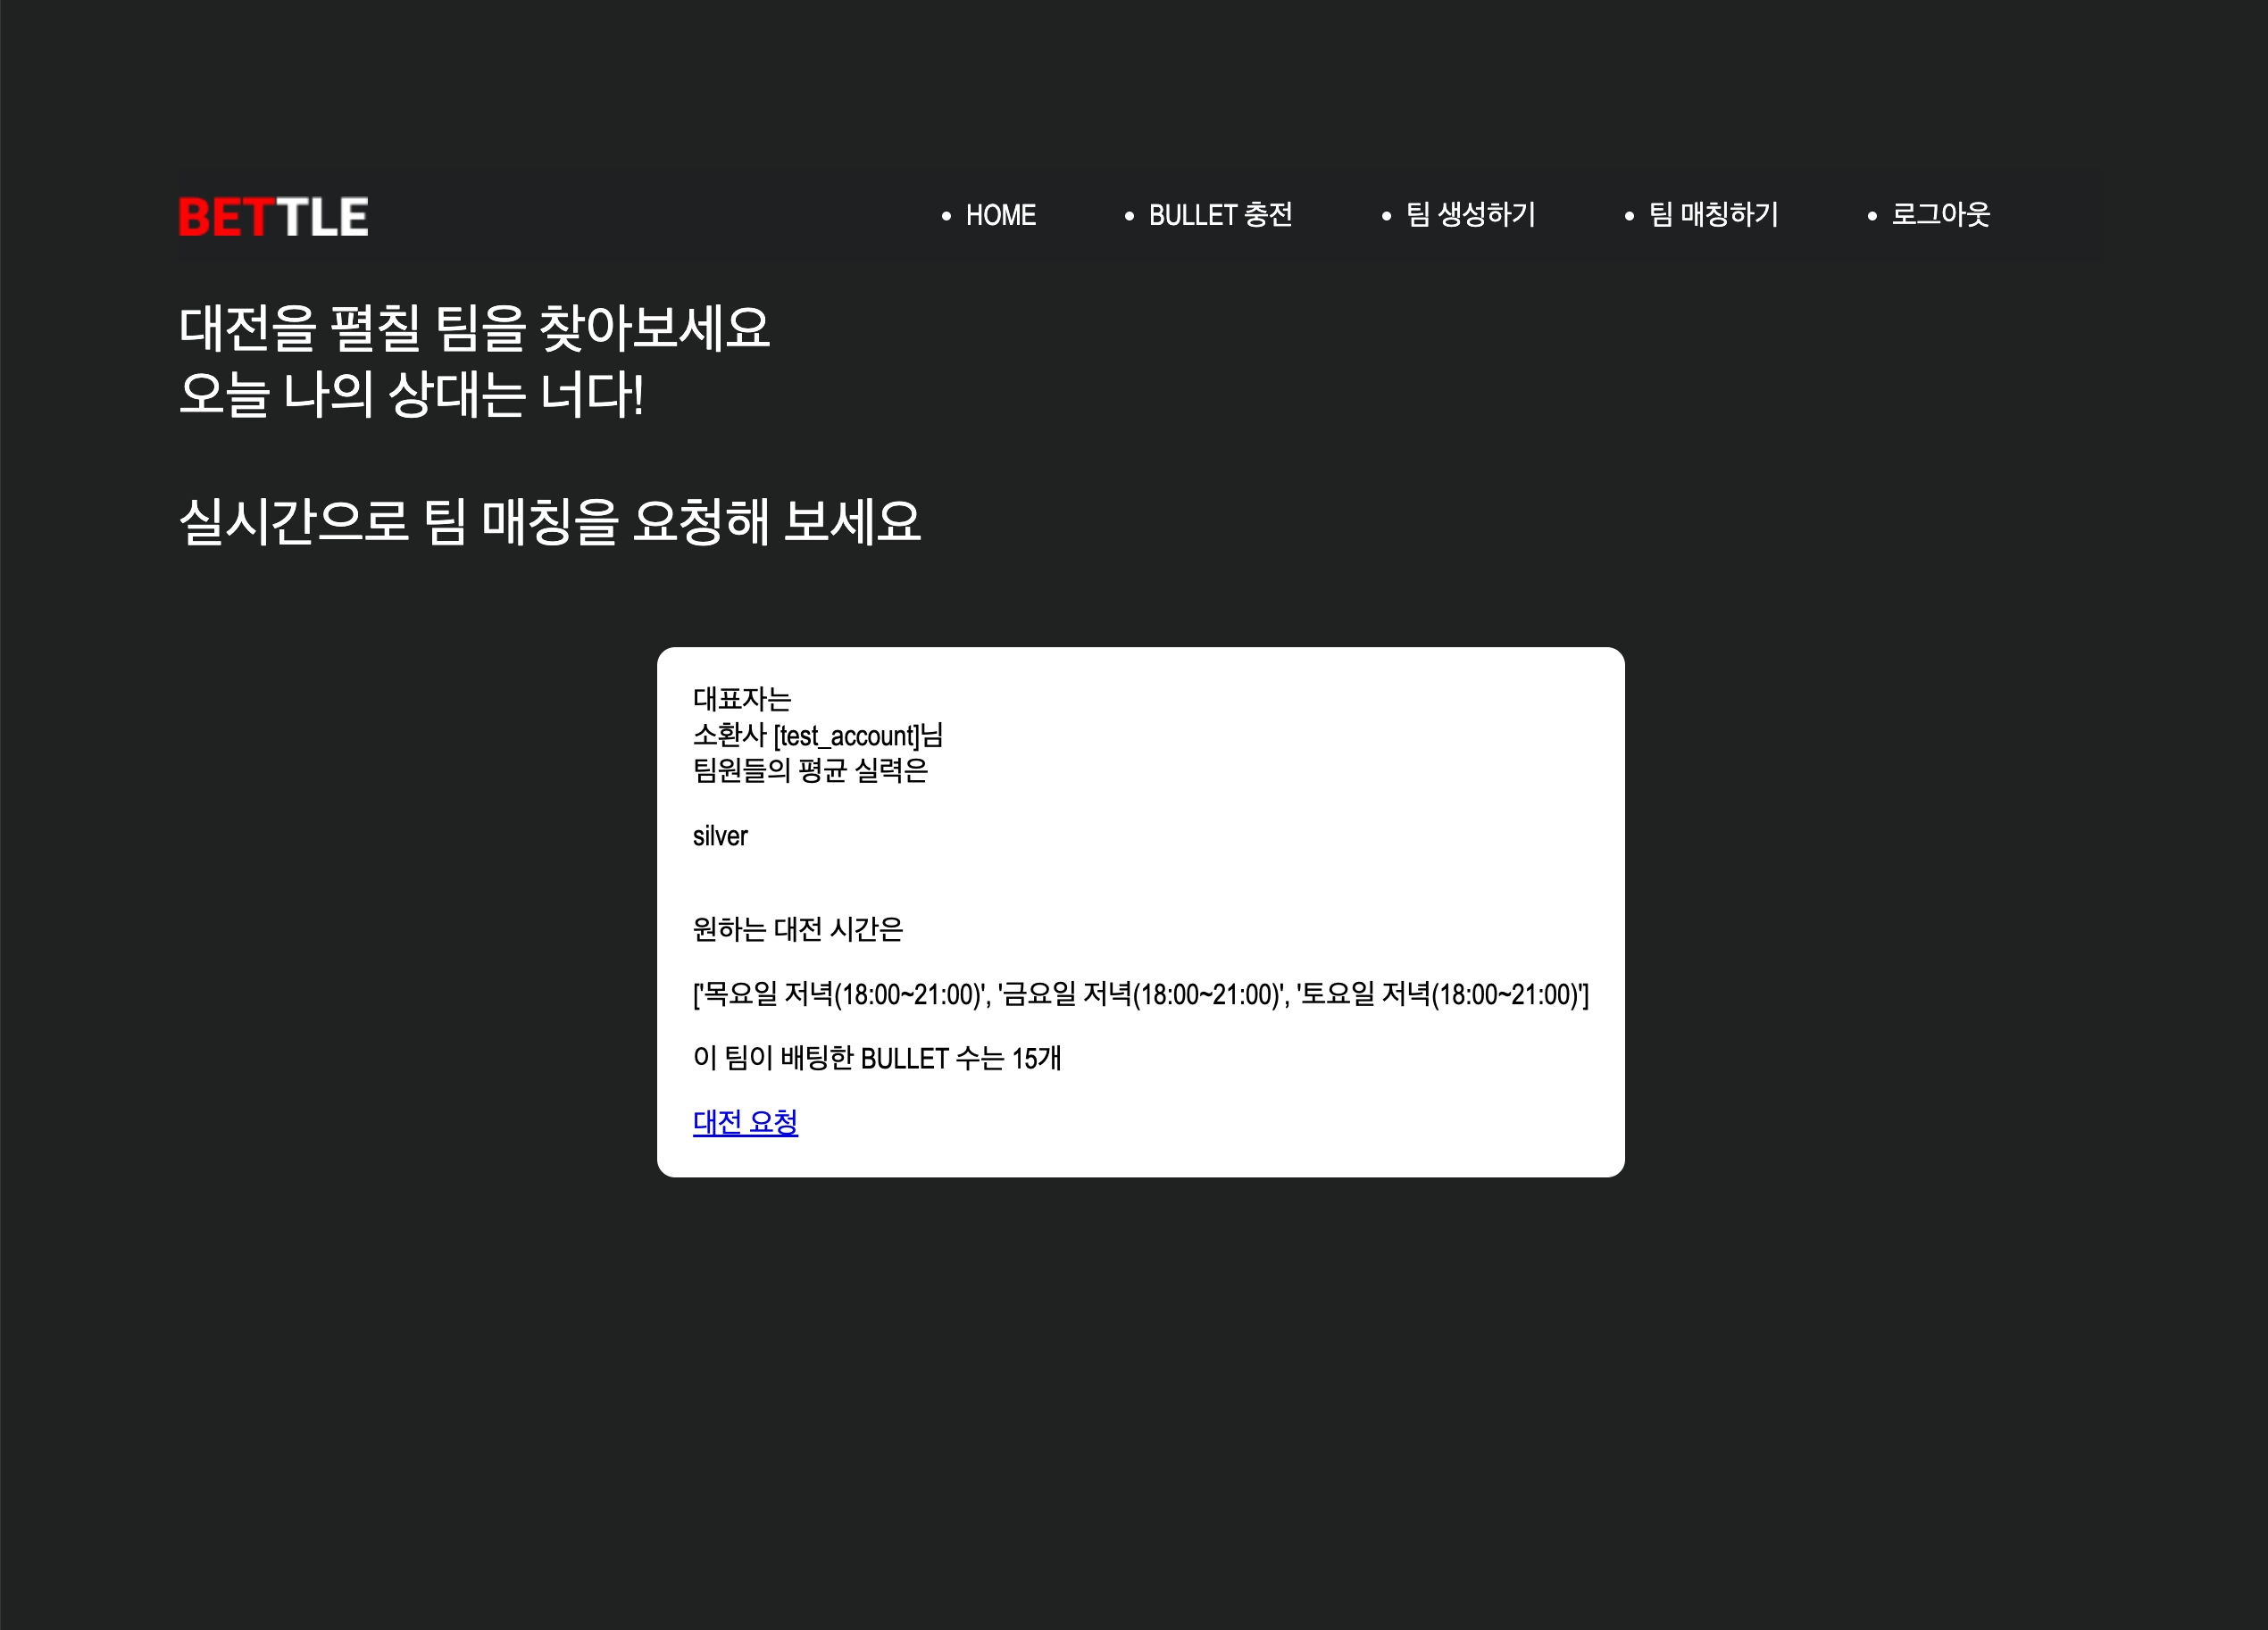 BETTLE
HOME
BULLET 충전
팀 생성하기
팀 매칭하기
로그아웃
대전을 펼칠 팀을 찾아보세요
오늘 나의 상대는 너다!
실시간으로 팀 매칭을 요청해 보세요
대표자는
소환사 [test_account]님
팀원들의 평균 실력은
silver
원하는 대전 시간은
['목요일 저녁(18:00~21:00)', '금요일 저녁(18:00~21:00)', '토요일 저녁(18:00~21:00)']
이 팀이 배팅한 BULLET 수는 15개
대전 요청